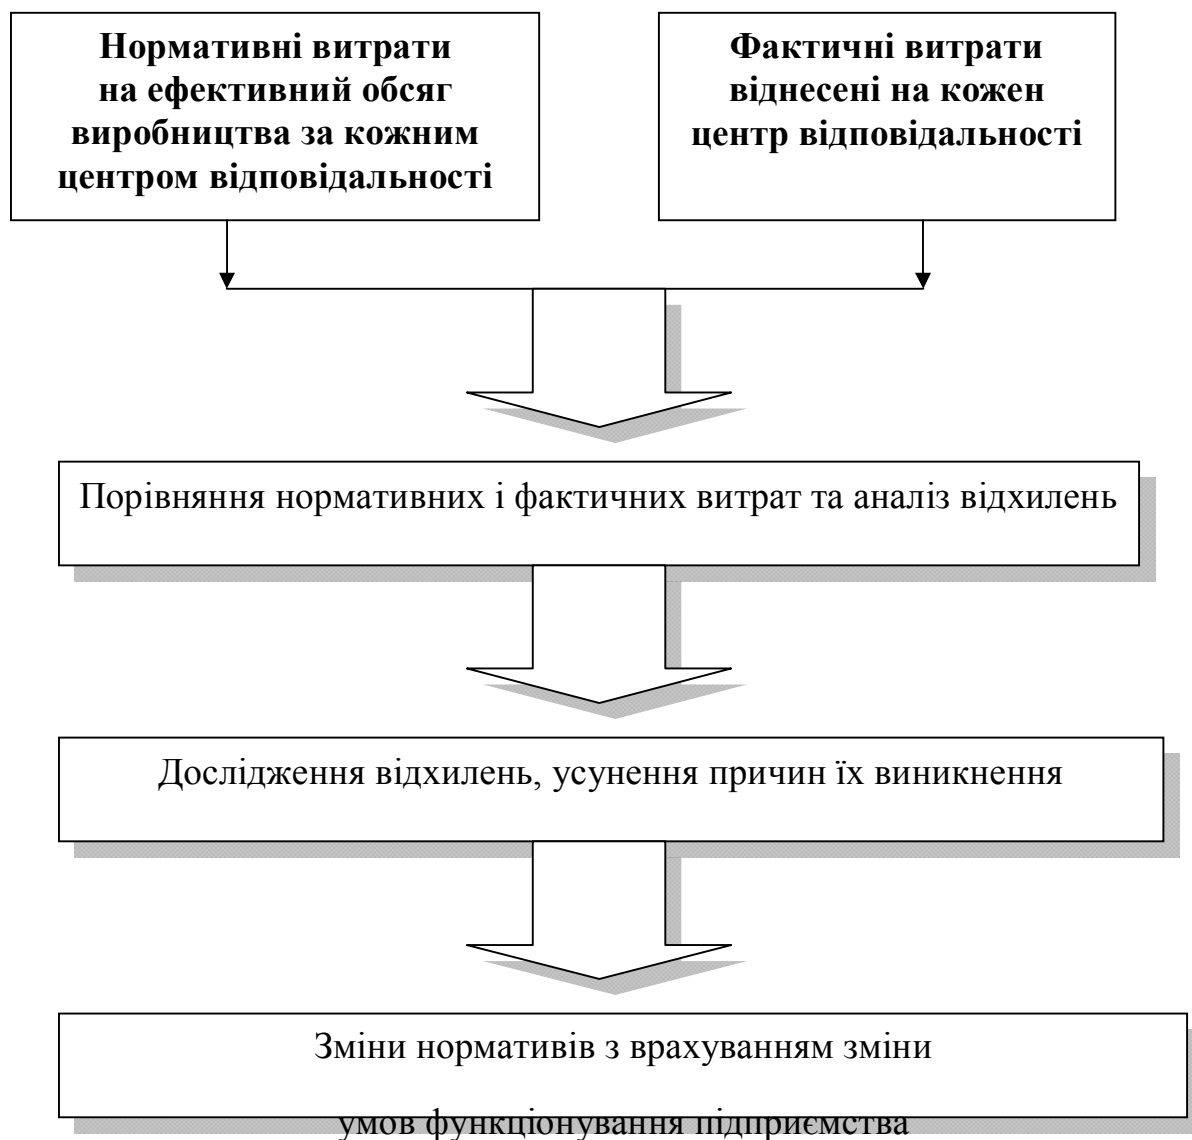 Нормативні витрати
на ефективний обсяг
виробництва за кожним
центром відповідальності
Фактичні витрати
віднесені на кожен
центр відповідальності
Порівняння нормативних і фактичних витрат та аналіз відхилень
Дослідження відхилень, усунення причин їх виникнення
Зміни нормативів з врахуванням зміни
умов функціонування підприємства